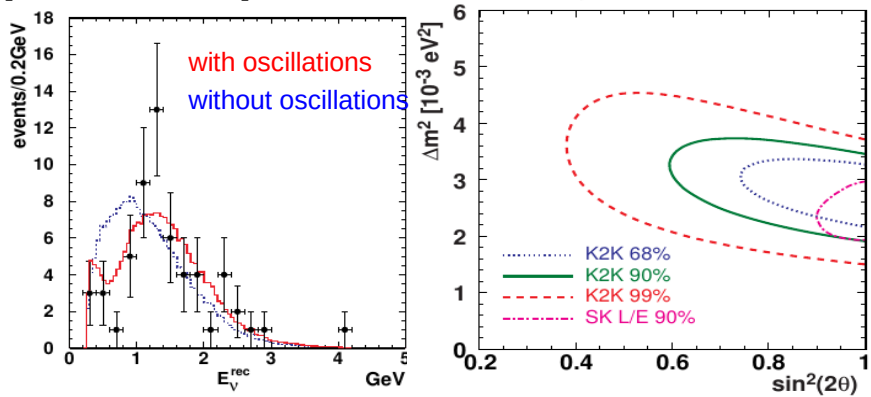 18
16
14
12
10
8
6
4
2
0
events/0.2GeV
with oscillations
without oscillations
0 1 2 3 4 5
E_ν^rec GeV
6
5
4
3
2
1
0
Δm² [10⁻³ eV²]
K2K 68%
K2K 90%
K2K 99%
SK L/E 90%
0.2 0.4 0.6 0.8 1
sin²(2θ)